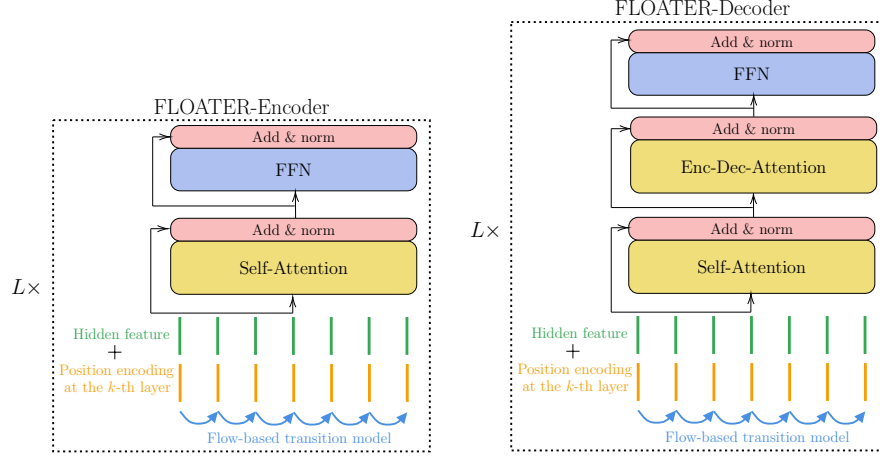 FLOATER-Encoder
Add & norm
FFN
Add & norm
Self-Attention
L×
Hidden feature
+
Position encoding
at the k-th layer
Flow-based transition model
FLOATER-Decoder
Add & norm
FFN
Add & norm
Enc-Dec-Attention
L×
Add & norm
Self-Attention
Hidden feature
+
Position encoding
at the k-th layer
Flow-based transition model